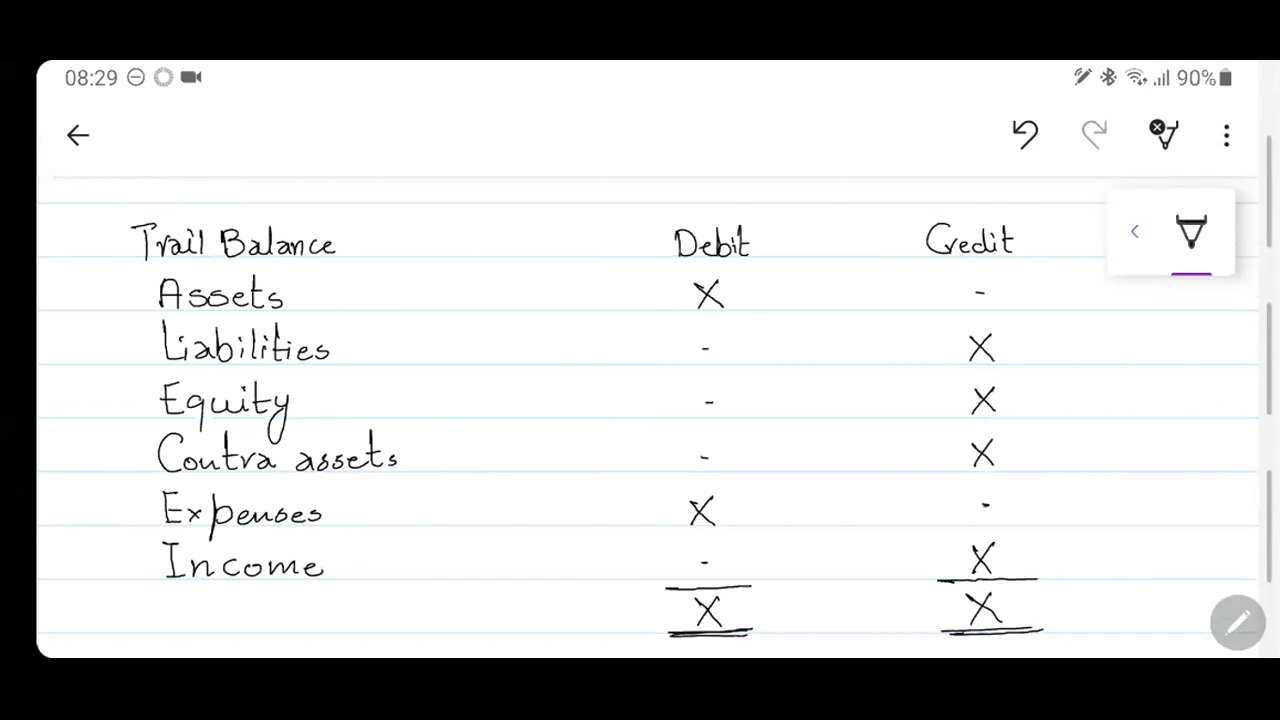 08:29 90%
Trail Balance Debit Credit
Assets X -
Liabilities - X
Equity - X
Contra assets - X
Expenses X -
Income - X
X X